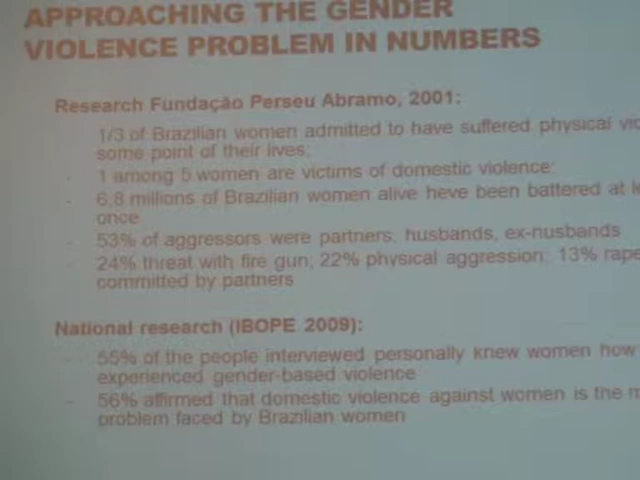 APPROACHING THE GENDER
VIOLENCE PROBLEM IN NUMBERS
Research Fundação Perseu Abramo, 2001:
1/3 of Brazilian women admitted to have suffered physical
some point of their lives;
- 1 among 5 women are victims of domestic violence;
- 6,8 millions of Brazilian women alive heve been battered at
once
- 53% of aggressors were partners, husbands, ex-husbands
- 24% threat with fire gun; 22% physical aggression; 13% rape
committed by partners
National research (IBOPE 2009):
- 55% of the people interviewed personally knew women how
experienced gender-based violence
- 56% affirmed that domestic violence against women is the
problem faced by Brazilian women